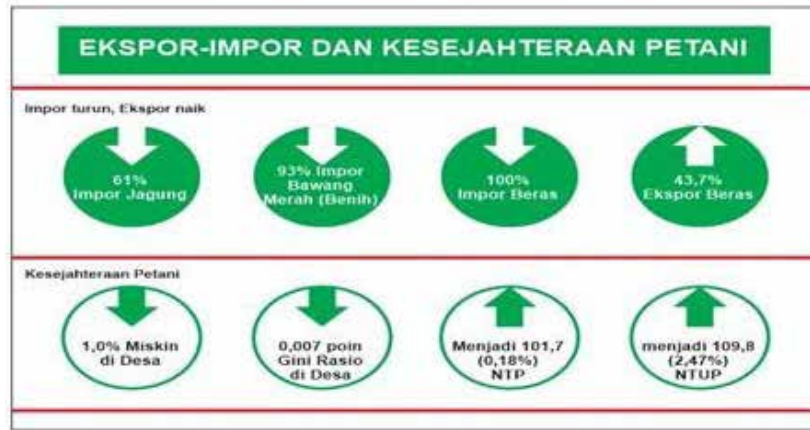 EKSPOR-IMPOR DAN KESEJAHTERAAN PETANI
Impor turun, Ekspor naik
61%
Impor Jagung
93% Impor
Bawang
Merah (Benih)
100%
Impor Beras
43,7%
Ekspor Beras
Kesejahteraan Petani
1,0% Miskin
di Desa
0,007 poin
Gini Rasio
di Desa
Menjadi 101,7
(0,18%)
NTP
menjadi 109,8
(2,47%)
NTUP